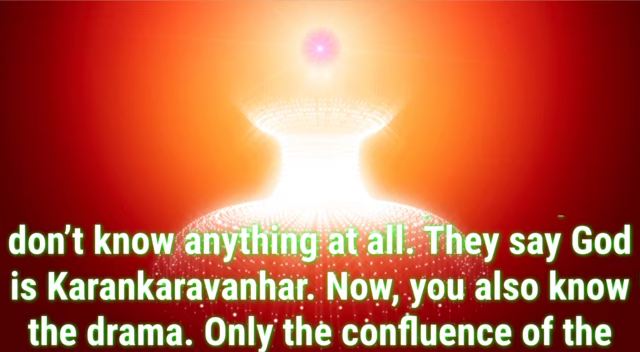 don’t know anything at all. They say God
is Karankaravanhar. Now, you also know
the drama. Only the confluence of the